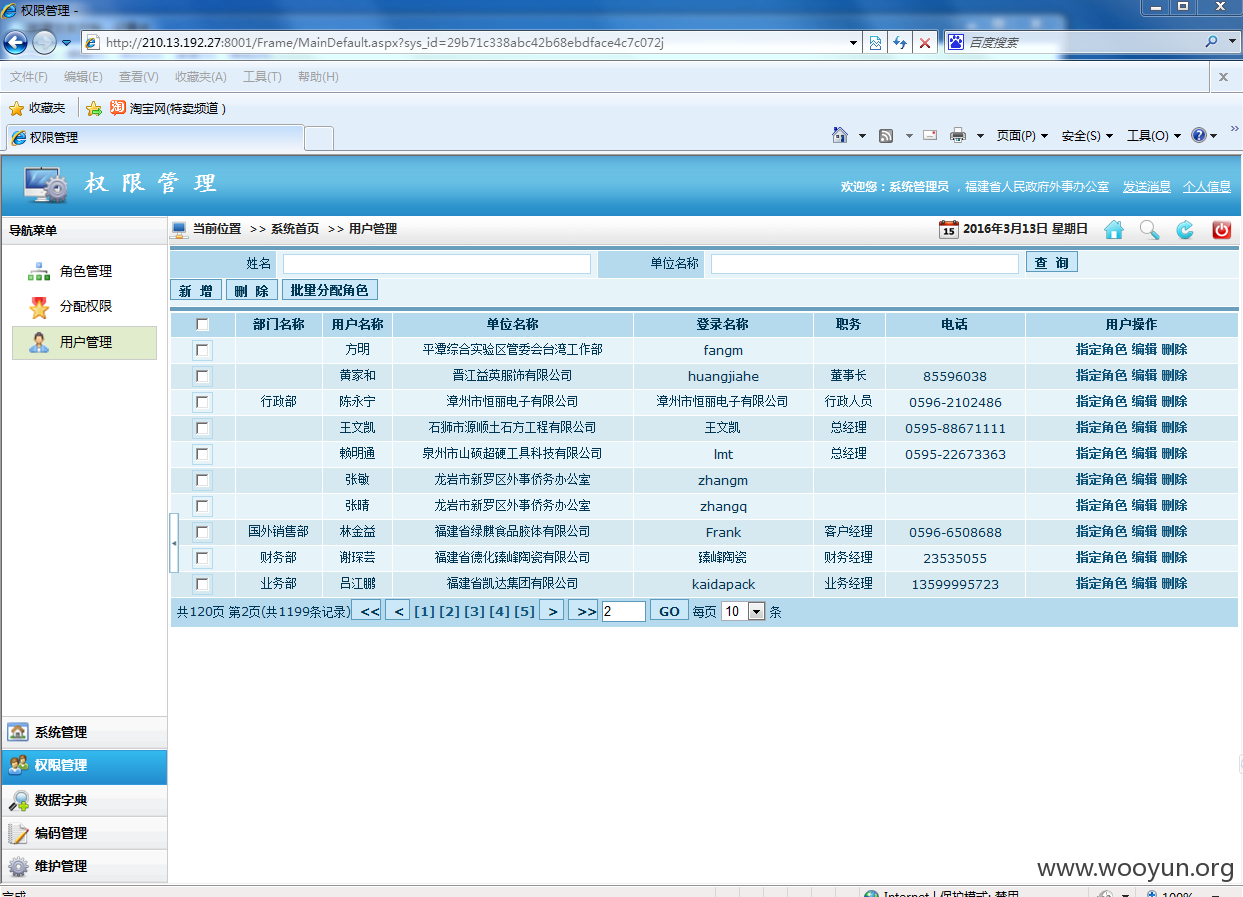 权限管理 -
http://210.13.192.27:8001/Frame/MainDefault.aspx?sys_id=29b71c338abc42b68ebdface4c7c072j 百度搜索
文件(F) 编辑(E) 查看(V) 收藏夹(A) 工具(T) 帮助(H)
收藏夹 淘宝网(特卖频道)
权限管理 页面(P) 安全(S) 工具(O)
权限管理
欢迎您：系统管理员 ，福建省人民政府外事办公室 发送消息 个人信息
导航菜单
角色管理
分配权限
用户管理
系统管理
权限管理
数据字典
编码管理
维护管理
当前位置 >> 系统首页 >> 用户管理 15 2016年3月13日 星期日
姓名 单位名称 查 询
新 增 删 除 批量分配角色
部门名称 用户名称 单位名称 登录名称 职务 电话 用户操作
方明 平潭综合实验区管委会台湾工作部 fangm 指定角色 编辑 删除
黄家和 晋江益英服饰有限公司 huangjiahe 董事长 85596038 指定角色 编辑 删除
行政部 陈永宁 漳州市恒丽电子有限公司 漳州市恒丽电子有限公司 行政人员 0596-2102486 指定角色 编辑 删除
王文凯 石狮市源顺土石方工程有限公司 王文凯 总经理 0595-88671111 指定角色 编辑 删除
赖明通 泉州市山硕超硬工具科技有限公司 lmt 总经理 0595-22673363 指定角色 编辑 删除
张敏 龙岩市新罗区外事侨务办公室 zhangm 指定角色 编辑 删除
张晴 龙岩市新罗区外事侨务办公室 zhangq 指定角色 编辑 删除
国外销售部 林金益 福建省绿麒食品胶体有限公司 Frank 客户经理 0596-6508688 指定角色 编辑 删除
财务部 谢琛芸 福建省德化臻峰陶瓷有限公司 臻峰陶瓷 财务经理 23535055 指定角色 编辑 删除
业务部 吕江鹏 福建省凯达集团有限公司 kaidapack 业务经理 13599995723 指定角色 编辑 删除
共120页 第2页(共1199条记录) << < [1] [2] [3] [4] [5] > >> 2 GO 每页 10 条
www.wooyun.org
完成 Internet | 保护模式: 禁用 100%